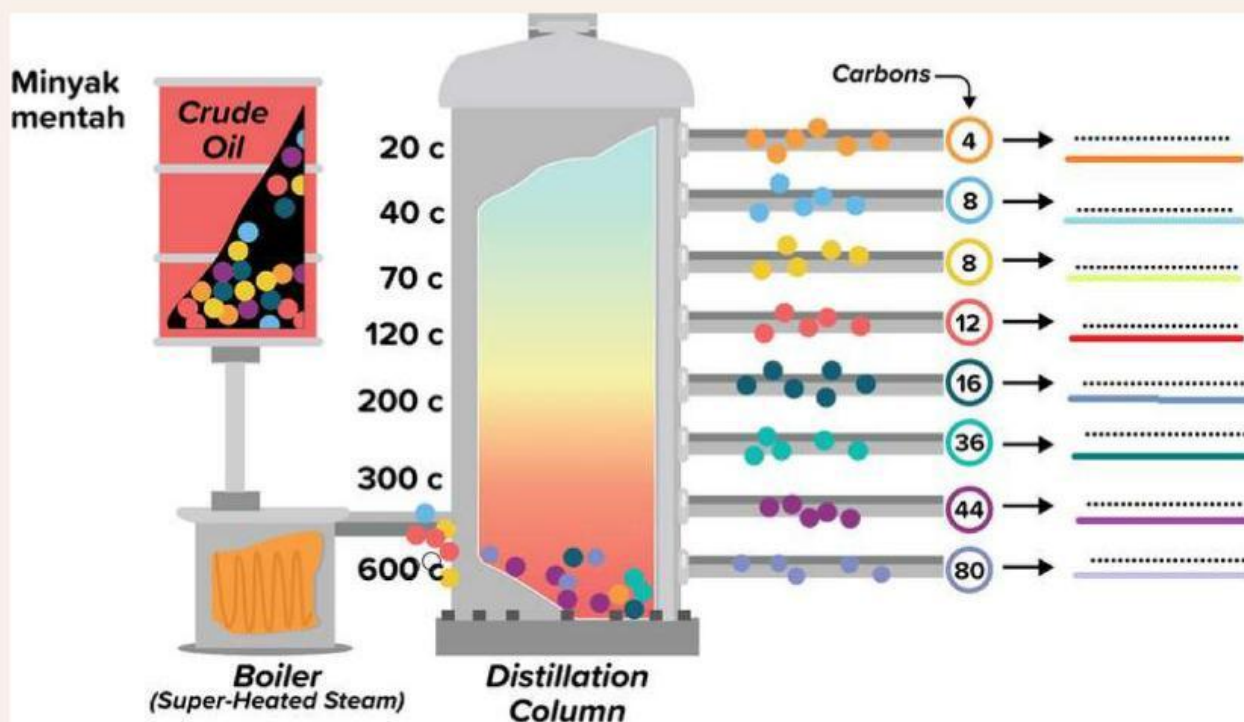 Minyak
mentah
Crude
Oil
Carbons
20 c
40 c
70 c
120 c
200 c
300 c
600 c
4
8
8
12
16
36
44
80
Boiler
(Super-Heated Steam)
Distillation
Column